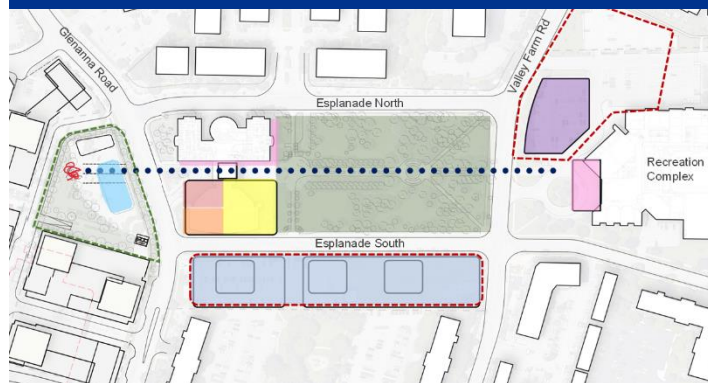 Glenanna Road
Valley Farm Rd
Esplanade North
Recreation
Complex
Esplanade South